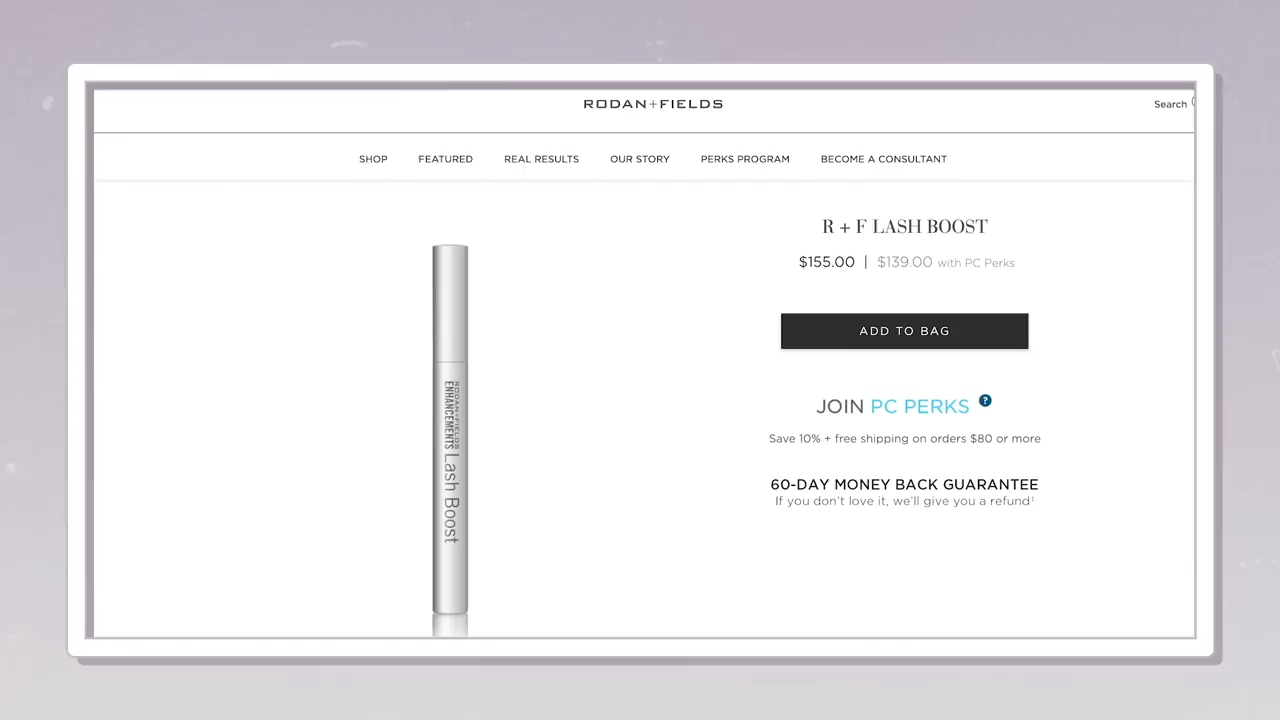 RODAN+FIELDS
Search
SHOP FEATURED REAL RESULTS OUR STORY PERKS PROGRAM BECOME A CONSULTANT
R + F LASH BOOST
$155.00 | $139.00 with PC Perks
ADD TO BAG
JOIN PC PERKS ?
Save 10% + free shipping on orders $80 or more
60-DAY MONEY BACK GUARANTEE
If you don't love it, we'll give you a refund‡
RODAN+FIELDS
ENHANCEMENTS Lash Boost